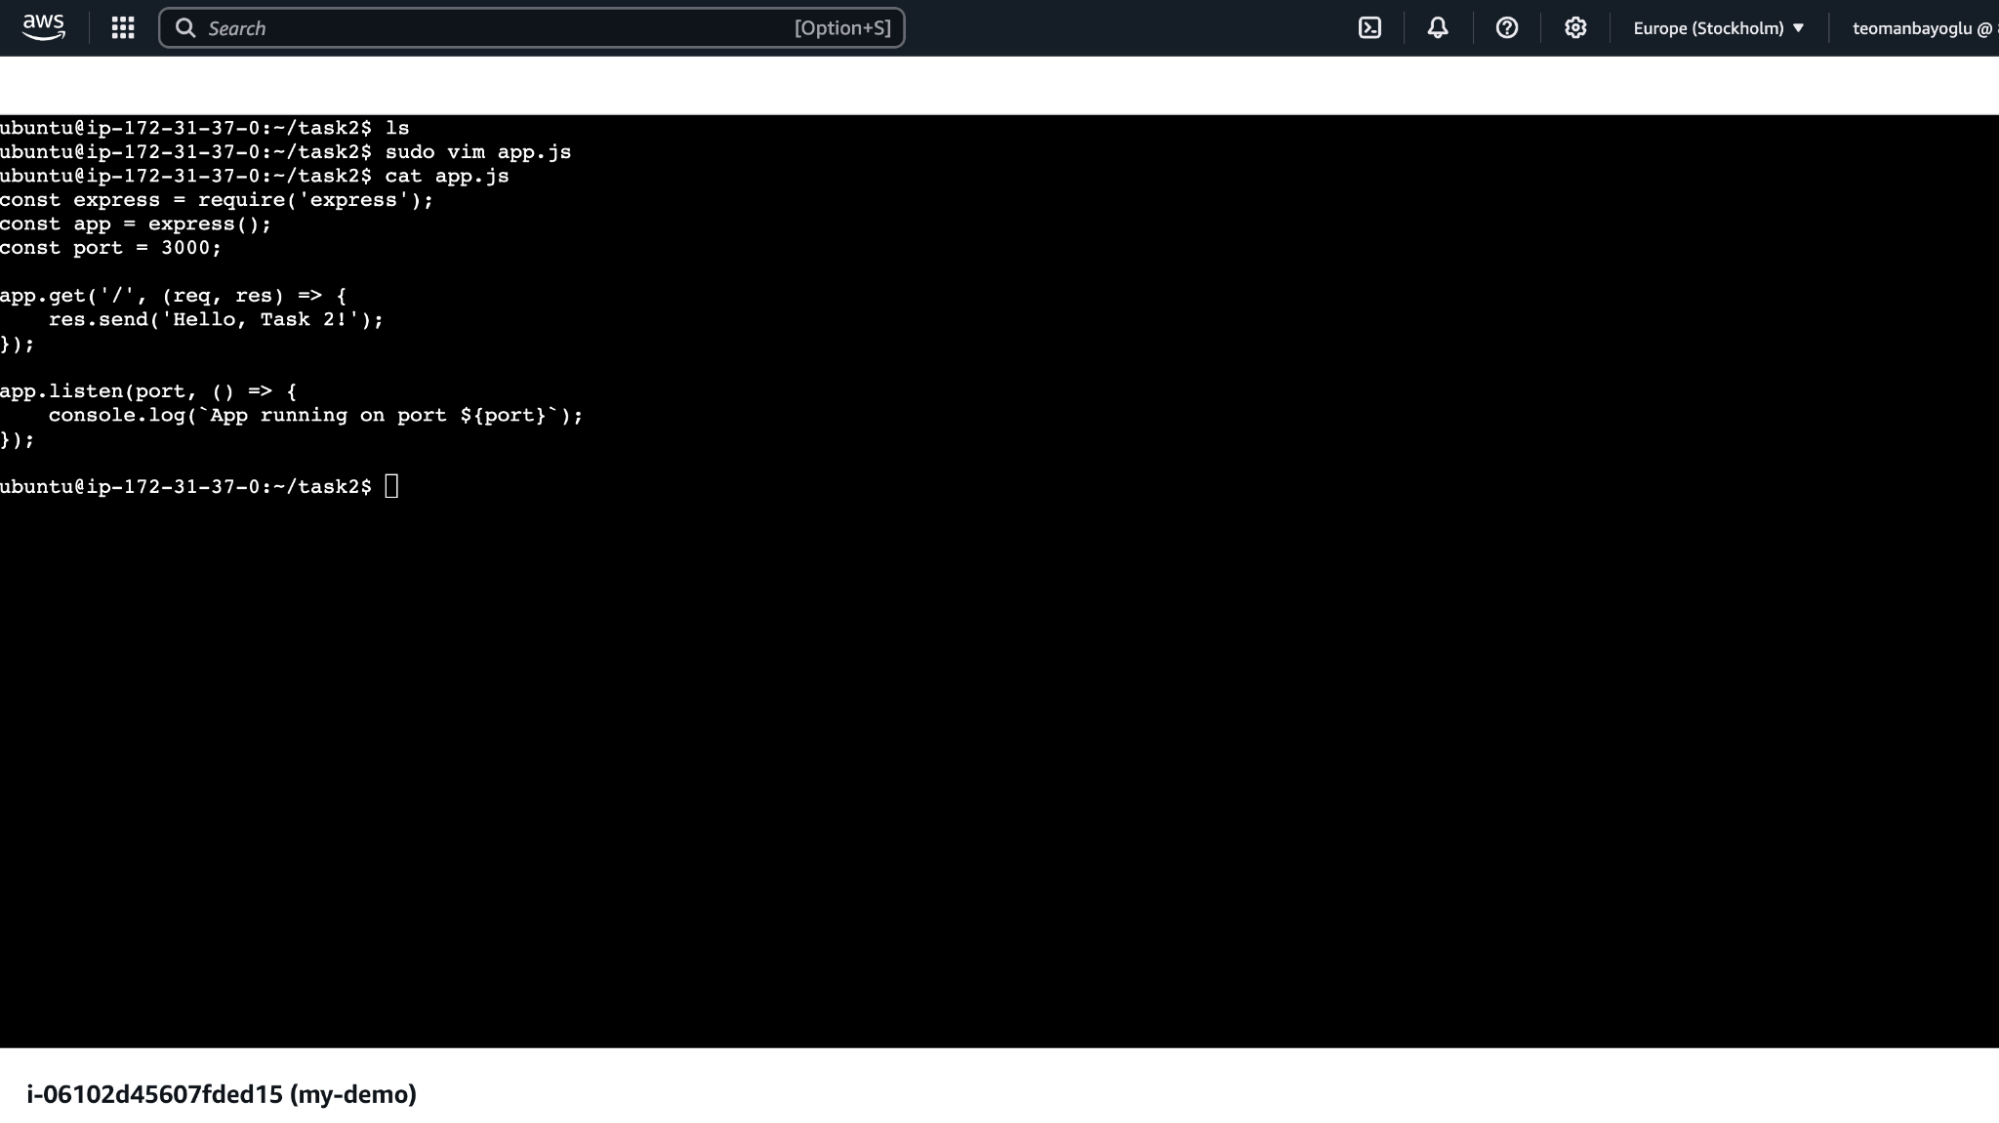 aws
Search [Option+S]
Europe (Stockholm) ▼
teomanbayoglu @
ubuntu@ip-172-31-37-0:~/task2$ ls
ubuntu@ip-172-31-37-0:~/task2$ sudo vim app.js
ubuntu@ip-172-31-37-0:~/task2$ cat app.js
const express = require('express');
const app = express();
const port = 3000;

app.get('/', (req, res) => {
    res.send('Hello, Task 2!');
});

app.listen(port, () => {
    console.log(`App running on port ${port}`);
});

ubuntu@ip-172-31-37-0:~/task2$
i-06102d45607fded15 (my-demo)